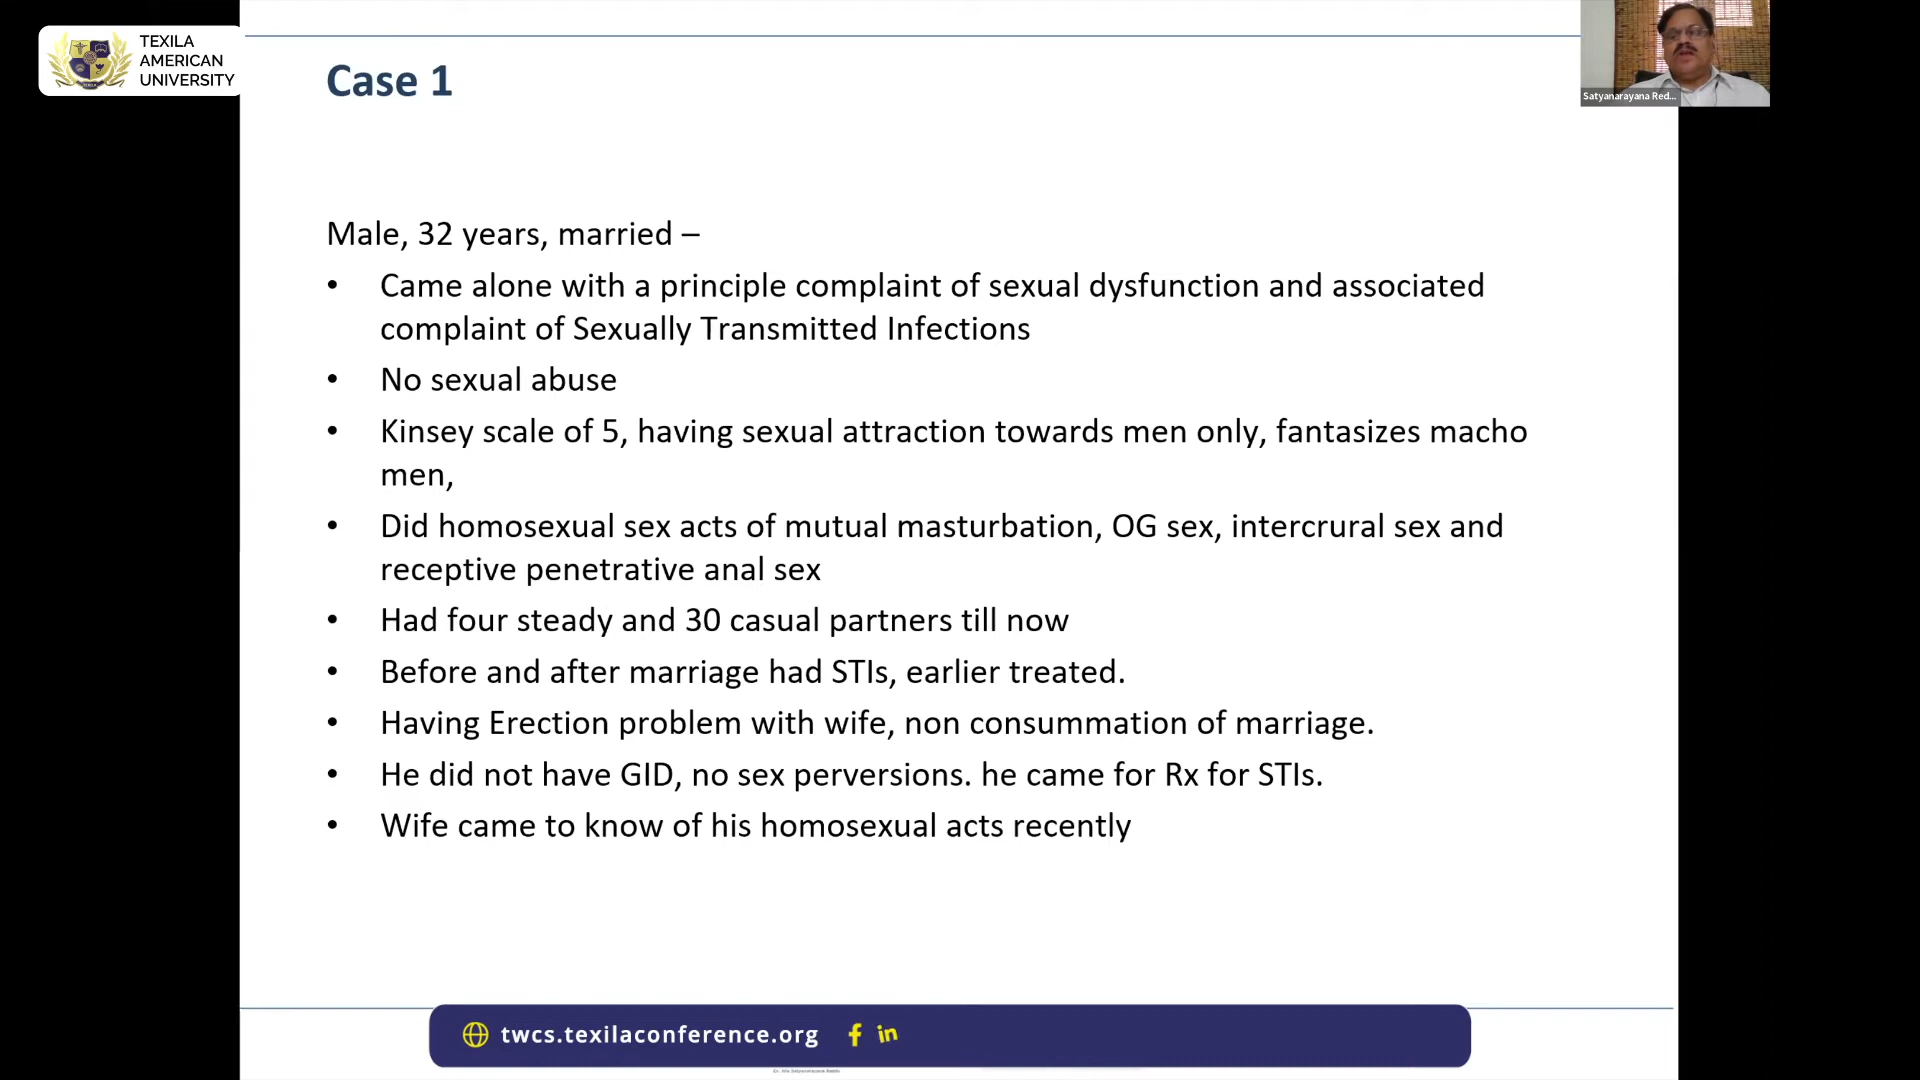 TEXILA
AMERICAN
UNIVERSITY
Case 1
Satyanarayana Red...
Male, 32 years, married –
• Came alone with a principle complaint of sexual dysfunction and associated
complaint of Sexually Transmitted Infections
• No sexual abuse
• Kinsey scale of 5, having sexual attraction towards men only, fantasizes macho
men,
• Did homosexual sex acts of mutual masturbation, OG sex, intercrural sex and
receptive penetrative anal sex
• Had four steady and 30 casual partners till now
• Before and after marriage had STIs, earlier treated.
• Having Erection problem with wife, non consummation of marriage.
• He did not have GID, no sex perversions. he came for Rx for STIs.
• Wife came to know of his homosexual acts recently
twcs.texilaconference.org